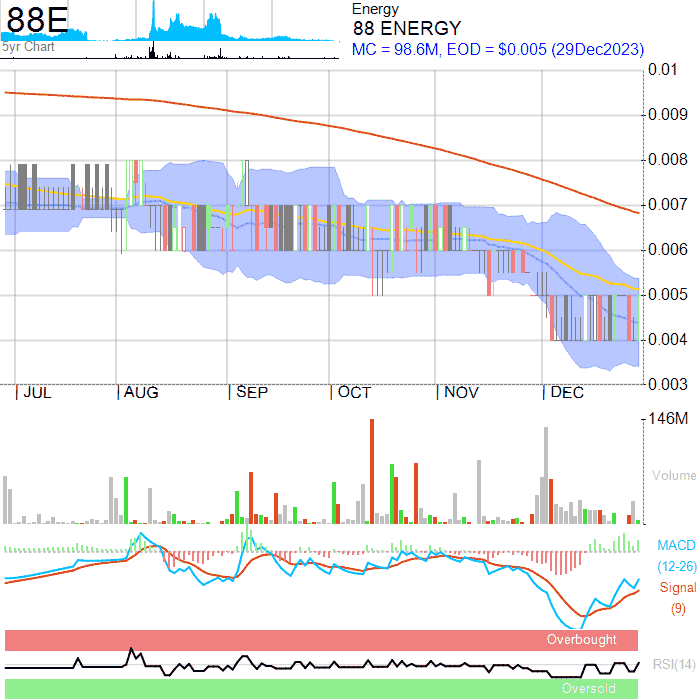 88E
5yr Chart
Energy
88 ENERGY
MC = 98.6M, EOD = $0.005 (29Dec2023)
0.01
0.009
0.008
0.007
0.006
0.005
0.004
0.003
JUL AUG SEP OCT NOV DEC
146M
Volume
MACD
(12-26)
Signal
(9)
Overbought
RSI(14)
Oversold